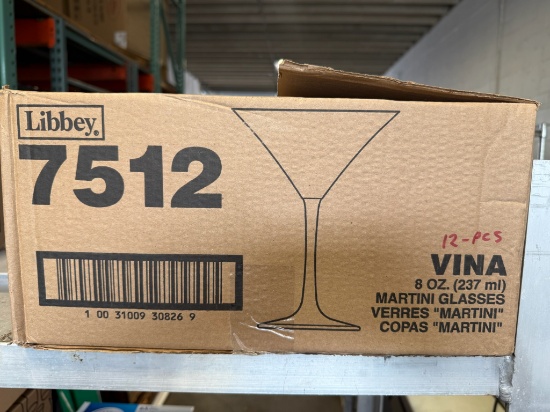 Libbey®
7512
12-PCS
VINA
8 OZ. (237 ml)
MARTINI GLASSES
VERRES "MARTINI"
COPAS "MARTINI"
1 00 31009 30826 9